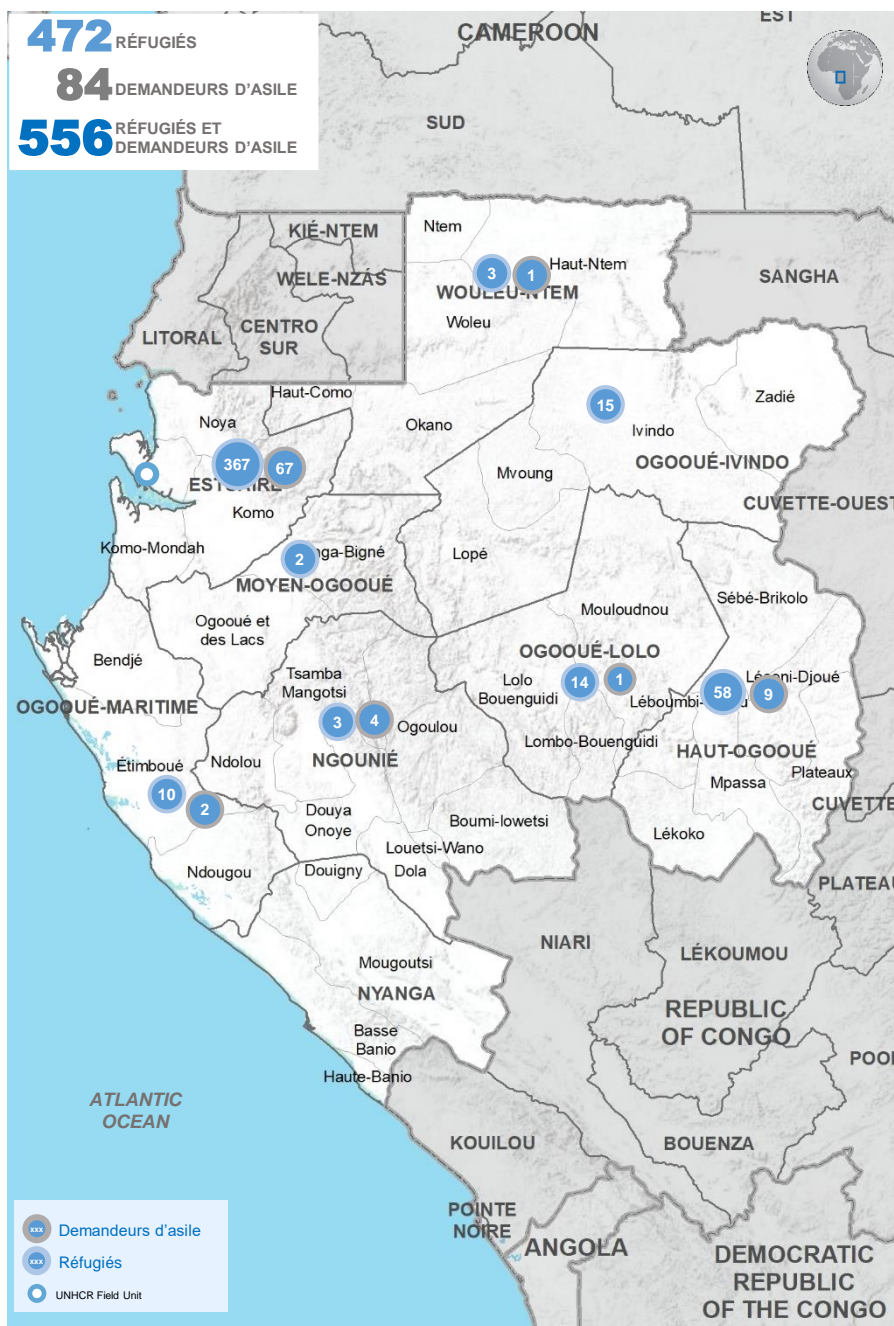 472 RÉFUGIÉS
84 DEMANDEURS D'ASILE
556 RÉFUGIÉS ET
DEMANDEURS D'ASILE
EST
CAMEROON
SUD
KIÉ-NTEM
Ntem
Haut-Ntem
3
1
WELE-NZÁS
WOULEU-NTEM
SANGHA
LITORAL
CENTRO
SUR
Woleu
Haut-Como
Zadié
15
Noya
Okano
Ivindo
OGOOUÉ-IVINDO
367
67
Mvoung
Komo
CUVETTE-OUEST
Komo-Mondah
2
Lopé
MOYEN-OGOOUÉ
Sébé-Brikolo
Mouloudnou
Ogooué et
des Lacs
OGOOUÉ-LOLO
Bendjé
Tsamba
Mangotsi
Lolo
Bouenguidi
14
1
58
9
OGOOUÉ-MARITIME
3
4
Ogoulou
Lombo-Bouenguidi
HAUT-OGOOUÉ
NGOUNIÉ
Étimboué
Ndolou
Plateaux
Mpassa
10
2
CUVETTE
Douya
Onoye
Boumi-lowetsi
Lékoko
Louetsi-Wano
Ndougou
Douigny
Dola
NIARI
LÉKOUMOU
Mougoutsi
NYANGA
REPUBLIC
OF CONGO
Basse
Banio
Haute-Banio
ATLANTIC
OCEAN
KOUILOU
BOUENZA
POINTE
NOIRE
ANGOLA
DEMOCRATIC
REPUBLIC
OF THE CONGO
xxx Demandeurs d'asile
xxx Réfugiés
UNHCR Field Unit